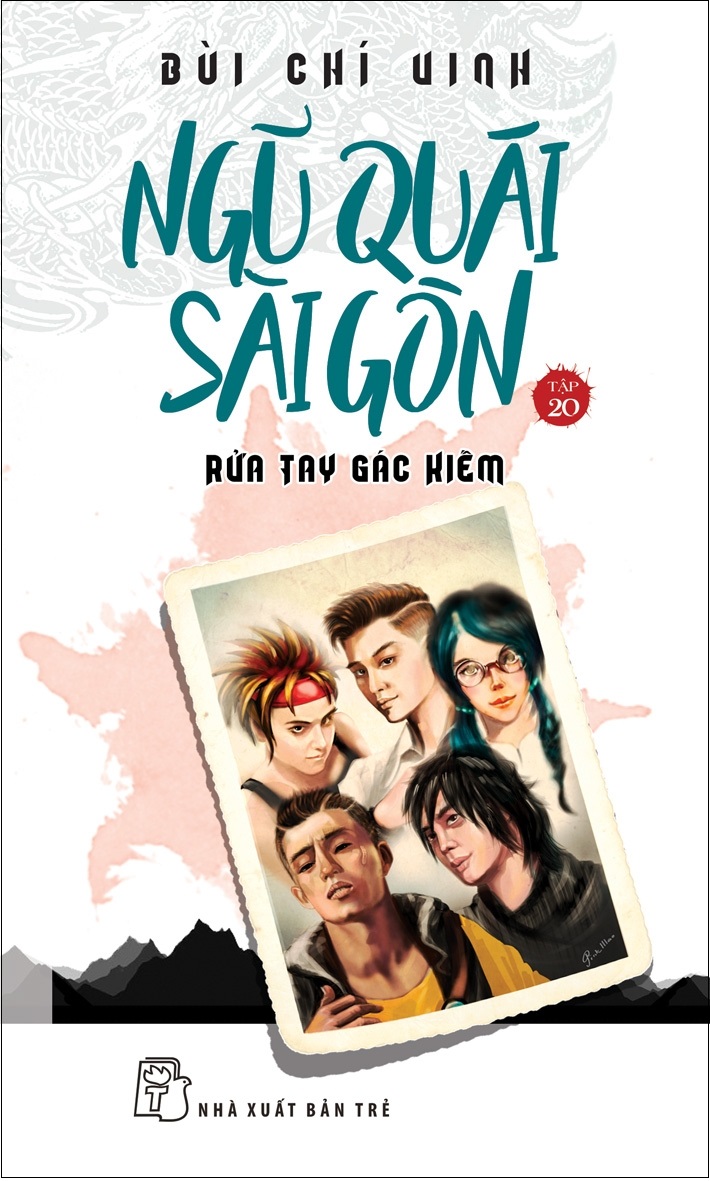 BÙI CHÍ VINH
NGŨ QUÁI
SÀI GÒN
TẬP
20
RỬA TAY GÁC KIẾM
T
NHÀ XUẤT BẢN TRẺ